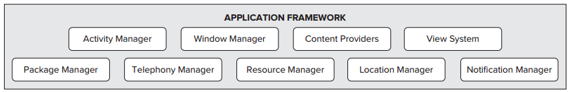 APPLICATION FRAMEWORK
Activity Manager Window Manager Content Providers View System
Package Manager Telephony Manager Resource Manager Location Manager Notification Manager